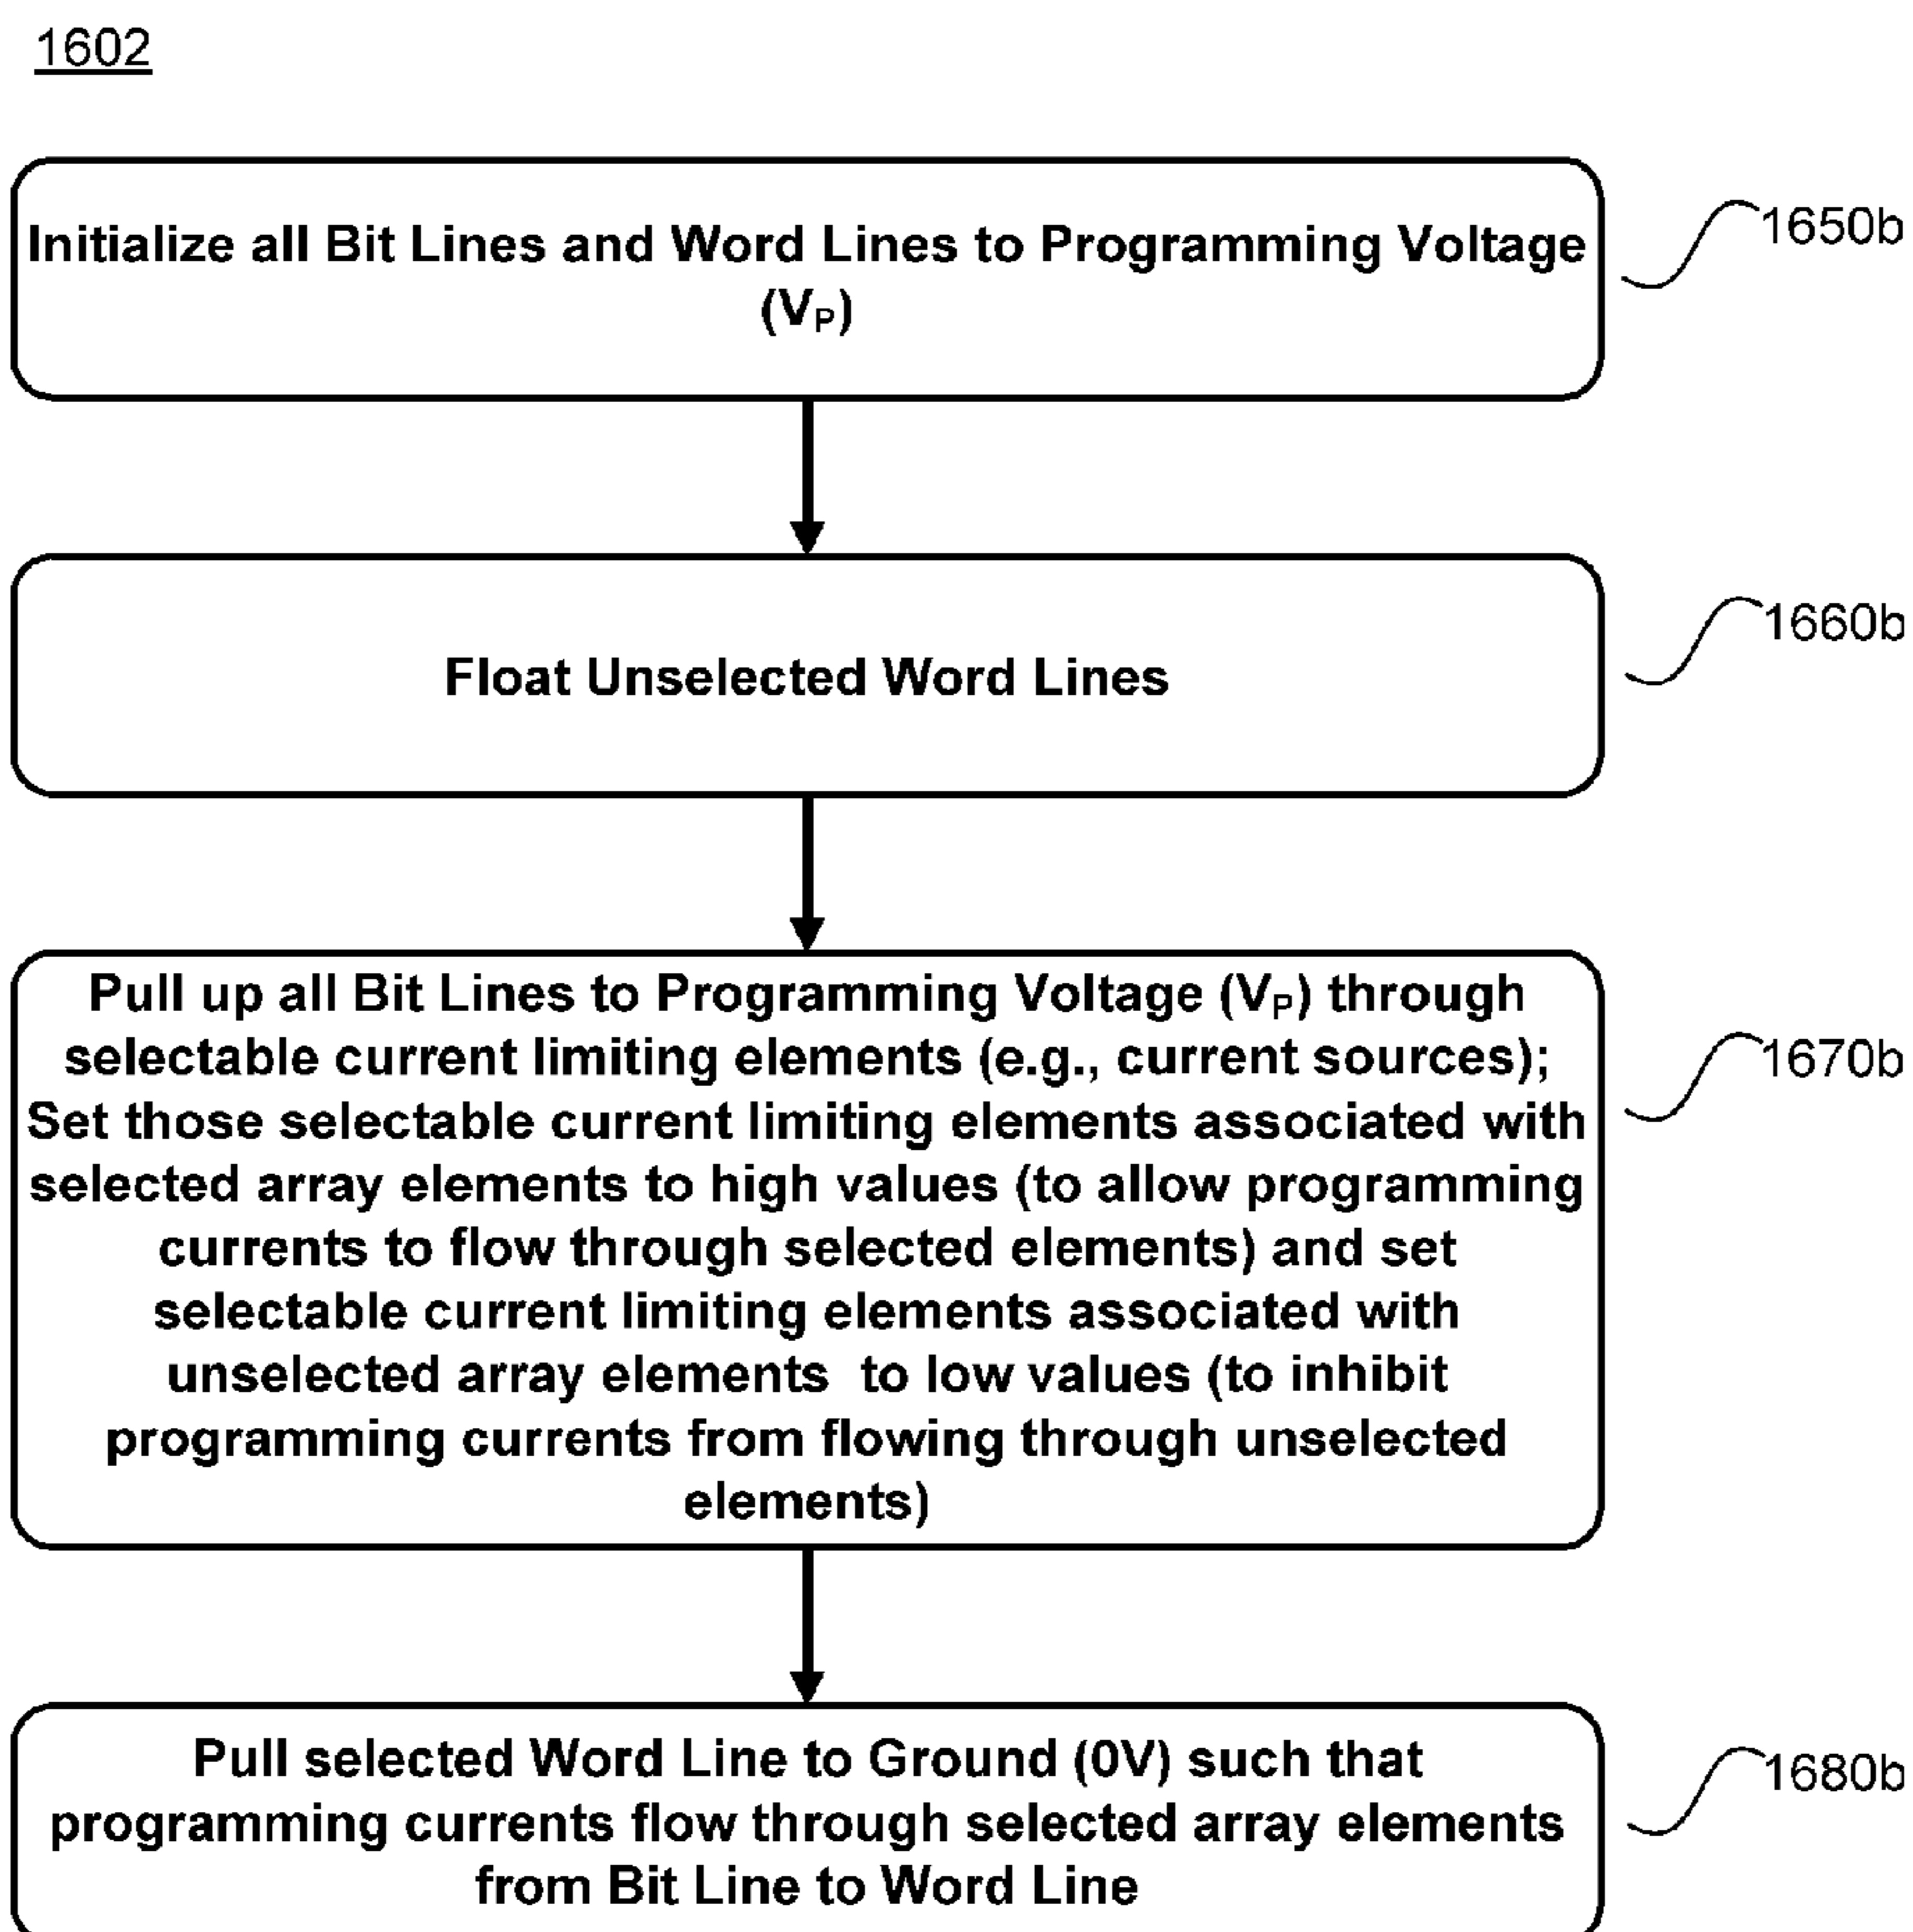 1602
Initialize all Bit Lines and Word Lines to Programming Voltage
(VP)
1650b
Float Unselected Word Lines
1660b
Pull up all Bit Lines to Programming Voltage (VP) through
selectable current limiting elements (e.g., current sources);
Set those selectable current limiting elements associated with
selected array elements to high values (to allow programming
currents to flow through selected elements) and set
selectable current limiting elements associated with
unselected array elements  to low values (to inhibit
programming currents from flowing through unselected
elements)
1670b
Pull selected Word Line to Ground (0V) such that
programming currents flow through selected array elements
from Bit Line to Word Line
1680b